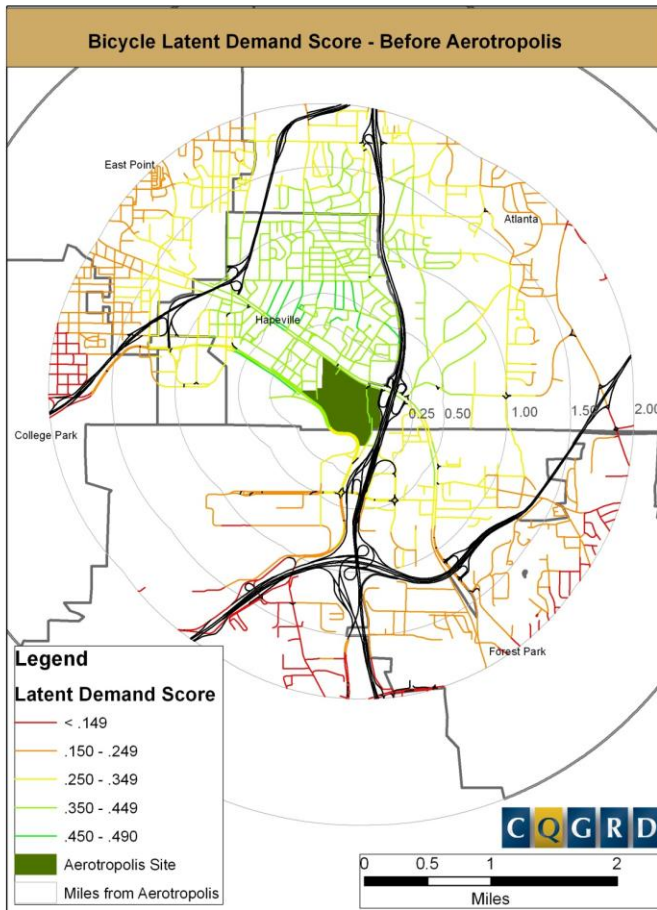 Bicycle Latent Demand Score - Before Aerotropolis
East Point
Atlanta
Hapeville
0.25 0.50 1.00 1.50 2.00
College Park
Forest Park
Legend
Latent Demand Score
< .149
.150 - .249
.250 - .349
.350 - .449
.450 - .490
Aerotropolis Site
Miles from Aerotropolis
C Q G R D
0 0.5 1 2
Miles